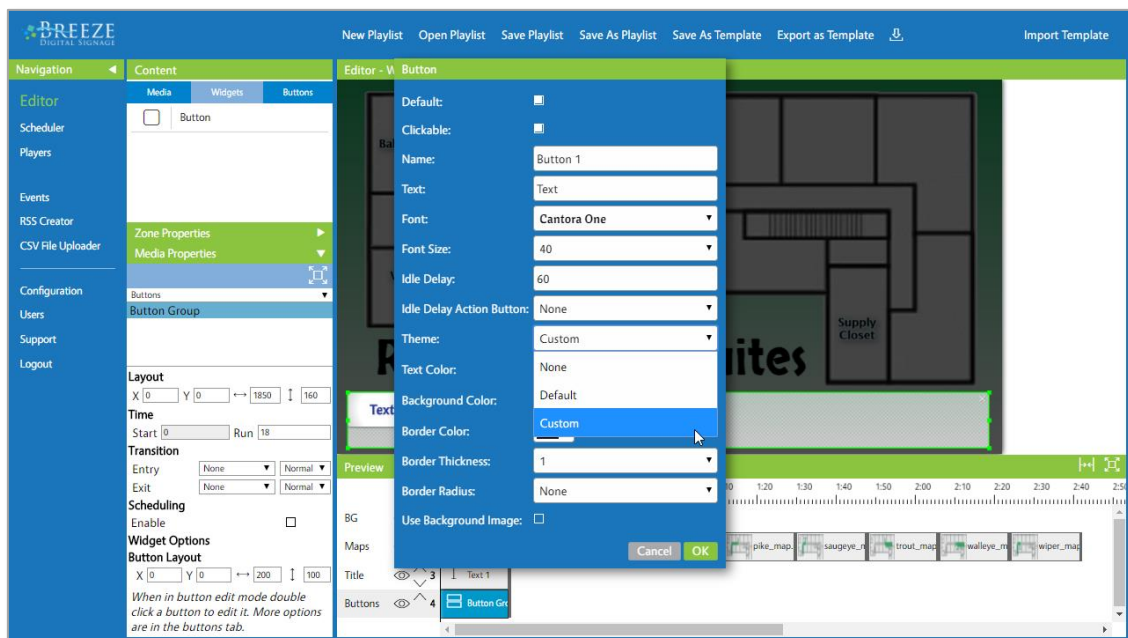 BREEZE
DIGITAL SIGNAGE
New Playlist Open Playlist Save Playlist Save As Playlist Save As Template Export as Template Import Template
Navigation
Editor
Scheduler
Players
Events
RSS Creator
CSV File Uploader
Configuration
Users
Support
Logout
Content
Media Widgets Buttons
Button
Zone Properties
Media Properties
Buttons
Button Group
Layout
X 0 Y 0 1850 160
Time
Start 0 Run 18
Transition
Entry None Normal
Exit None Normal
Scheduling
Enable
Widget Options
Button Layout
X 0 Y 0 200 100
When in button edit mode double
click a button to edit it. More options
are in the buttons tab.
Editor - 
Button
Default:
Clickable:
Name: Button 1
Text: Text
Font: Cantora One
Font Size: 40
Idle Delay: 60
Idle Delay Action Button: None
Theme: Custom
None
Default
Custom
Text Color:
Background Color:
Border Color:
Border Thickness: 1
Border Radius: None
Use Background Image:
Cancel OK
Supply
Closet
Text
Preview
1:20 1:30 1:40 1:50 2:00 2:10 2:20 2:30 2:40
BG
Maps pike_map. saugeye_n trout_map walleye_m wiper_map
Title 3 Text 1
Buttons 4 Button Gro